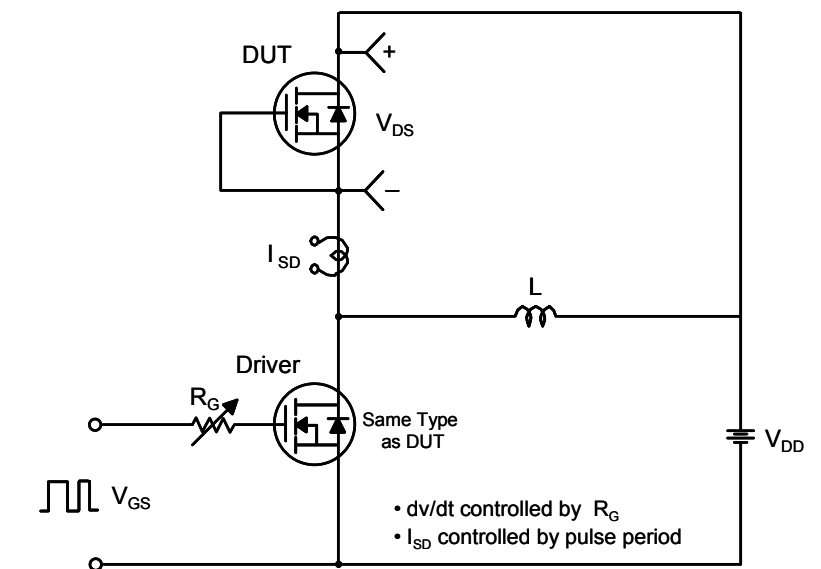 DUT
+
V_DS
−
I_SD
L
Driver
R_G
Same Type
as DUT
V_DD
V_GS
• dv/dt controlled by R_G
• I_SD controlled by pulse period